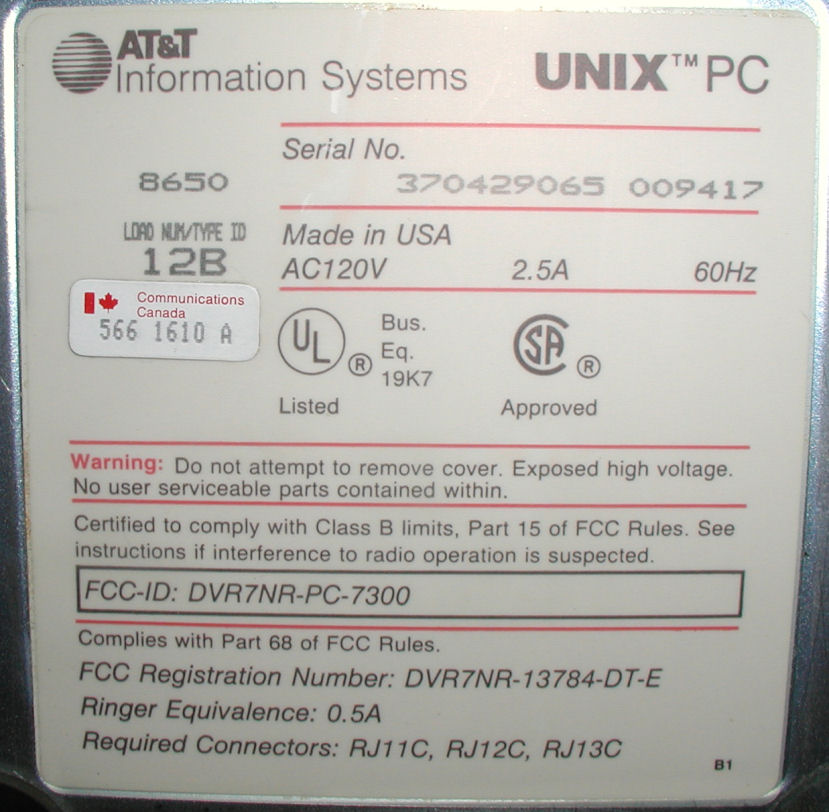 AT&T
Information Systems
UNIX™ PC
Serial No.
8650
370429065 009417
LOAD NUM/TYPE ID
12B
Made in USA
AC120V 2.5A 60Hz
Communications
Canada
566 1610 A
UL ®
Bus.
Eq.
19K7
SA ®
Listed
Approved
Warning: Do not attempt to remove cover. Exposed high voltage.
No user serviceable parts contained within.
Certified to comply with Class B limits, Part 15 of FCC Rules. See
instructions if interference to radio operation is suspected.
FCC-ID: DVR7NR-PC-7300
Complies with Part 68 of FCC Rules.
FCC Registration Number: DVR7NR-13784-DT-E
Ringer Equivalence: 0.5A
Required Connectors: RJ11C, RJ12C, RJ13C
B1